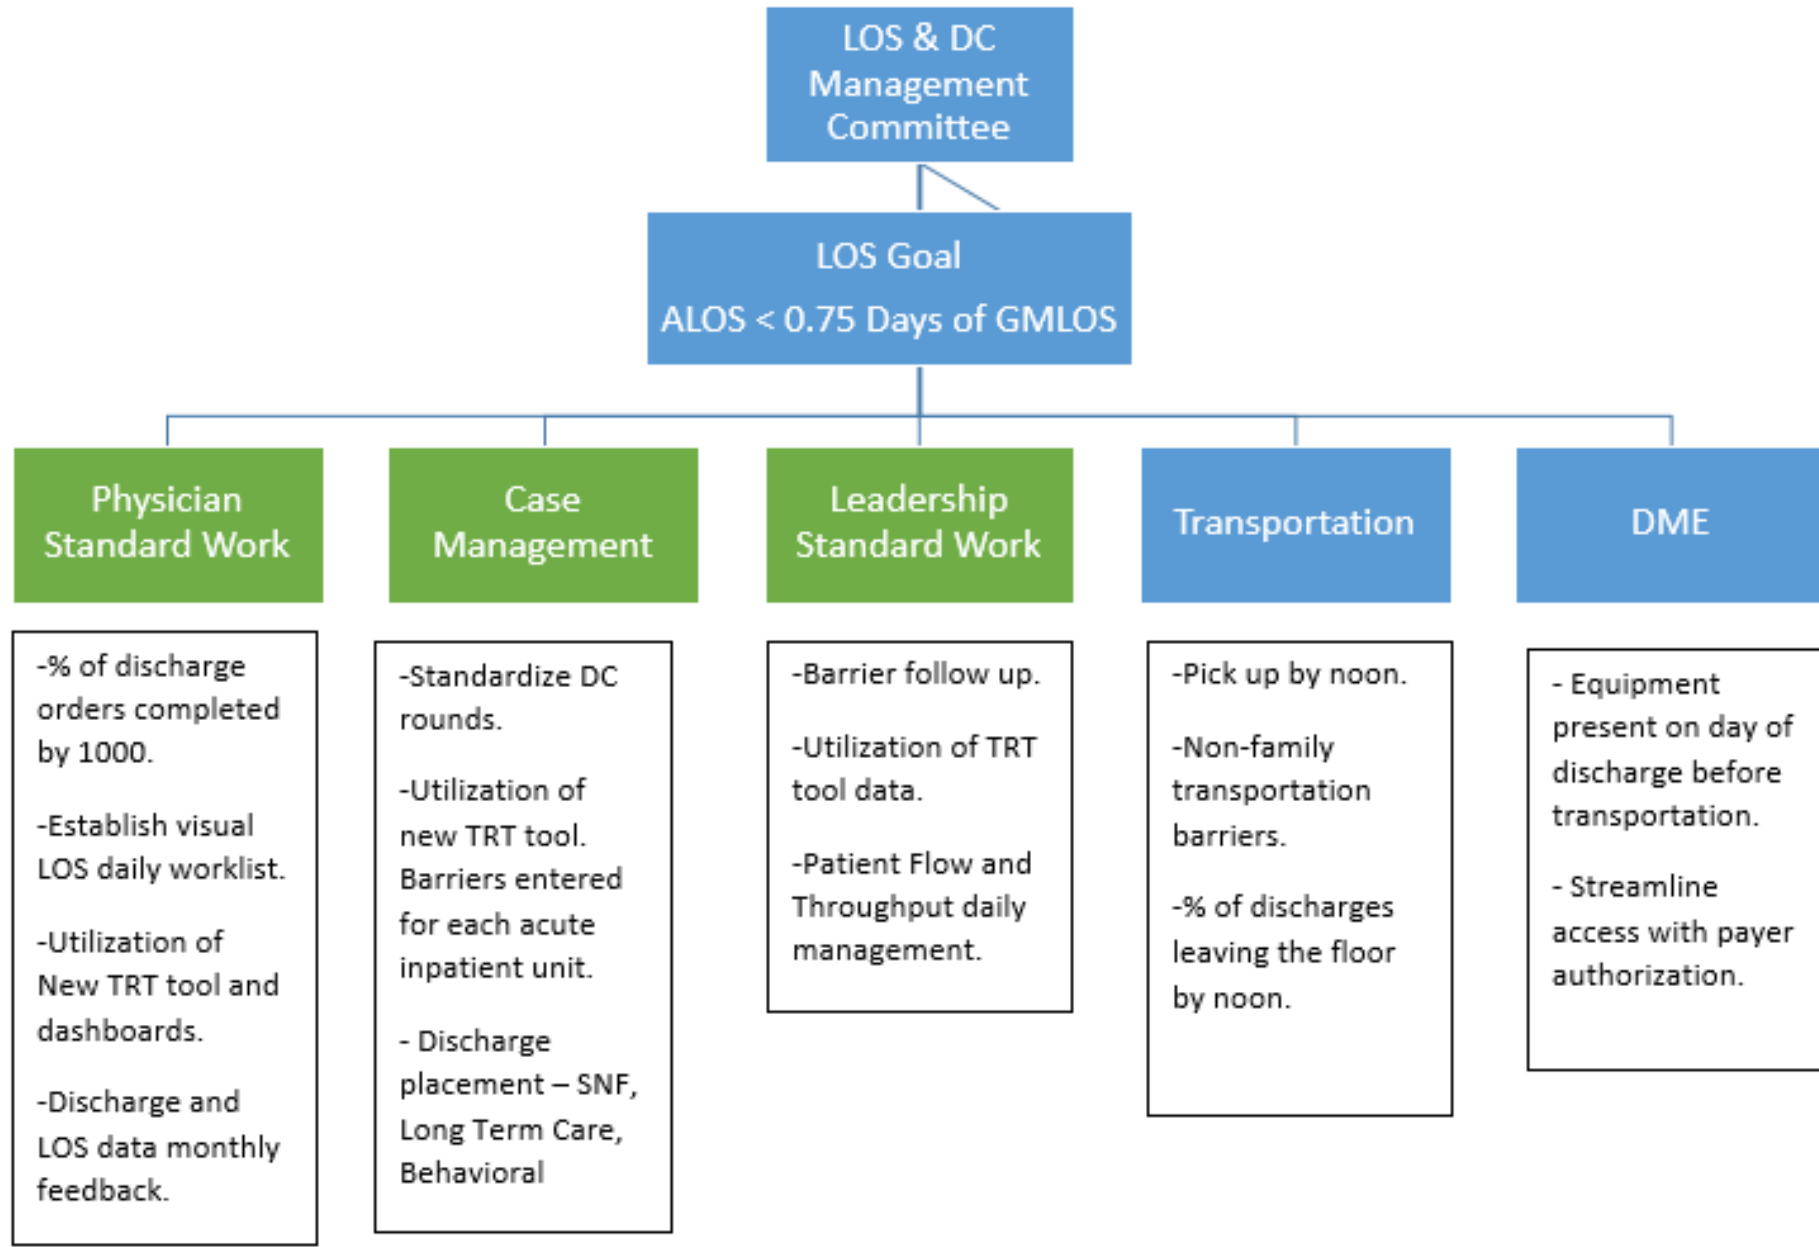 LOS & DC
Management
Committee
LOS Goal
ALOS < 0.75 Days of GMLOS
Physician
Standard Work
Case
Management
Leadership
Standard Work
Transportation
DME
-% of discharge
orders completed
by 1000.
-Establish visual
LOS daily worklist.
-Utilization of
New TRT tool and
dashboards.
-Discharge and
LOS data monthly
feedback.
-Standardize DC
rounds.
-Utilization of
new TRT tool.
Barriers entered
for each acute
inpatient unit.
- Discharge
placement – SNF,
Long Term Care,
Behavioral
-Barrier follow up.
-Utilization of TRT
tool data.
-Patient Flow and
Throughput daily
management.
-Pick up by noon.
-Non-family
transportation
barriers.
-% of discharges
leaving the floor
by noon.
- Equipment
present on day of
discharge before
transportation.
- Streamline
access with payer
authorization.